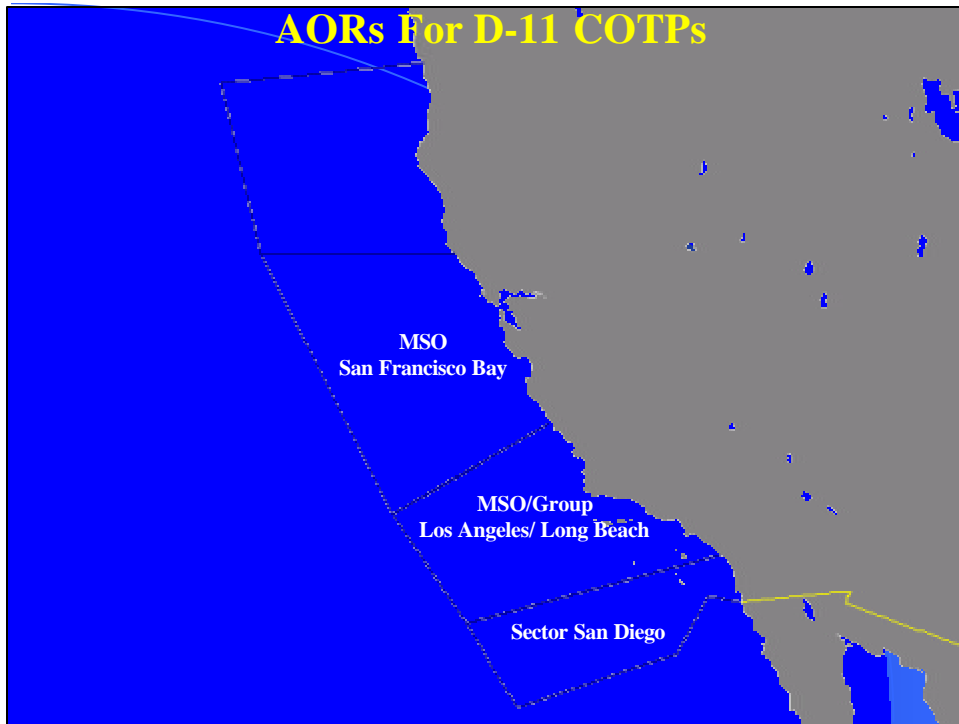 AORs For D-11 COTPs
MSO
San Francisco Bay
MSO/Group
Los Angeles/ Long Beach
Sector San Diego